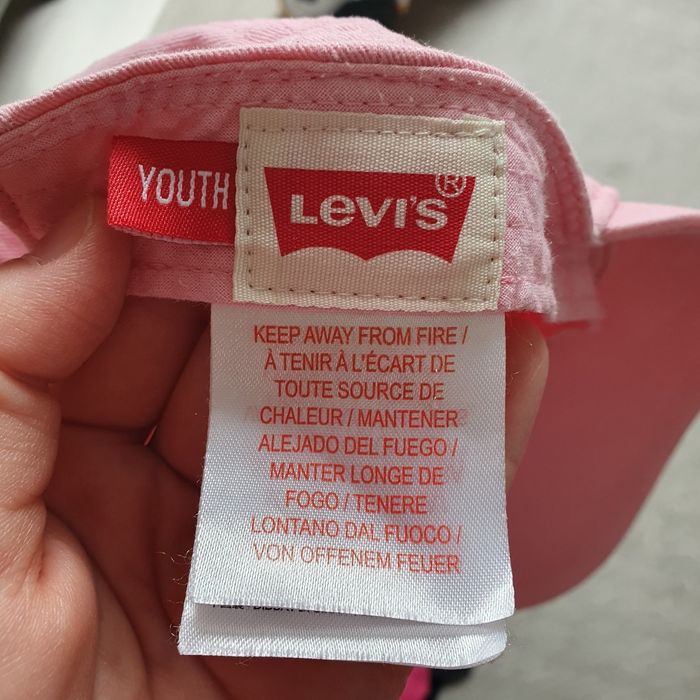 YOUTH
LEVI'S®
KEEP AWAY FROM FIRE /
À TENIR À L'ÉCART DE
TOUTE SOURCE DE
CHALEUR / MANTENER
ALEJADO DEL FUEGO /
MANTER LONGE DE
FOGO / TENERE
LONTANO DAL FUOCO /
VON OFFENEM FEUER